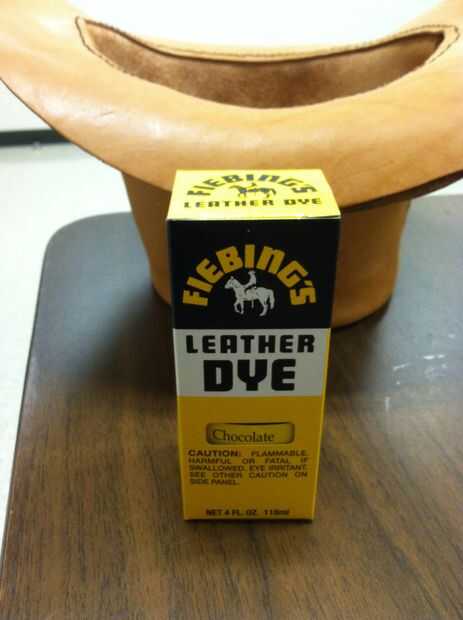 FIEBING'S
LEATHER DYE
FIEBING'S
LEATHER
DYE
Chocolate
CAUTION: FLAMMABLE,
HARMFUL OR FATAL IF
SWALLOWED. EYE IRRITANT.
SEE OTHER CAUTION ON
SIDE PANEL.
NET 4 FL. OZ. 118ml